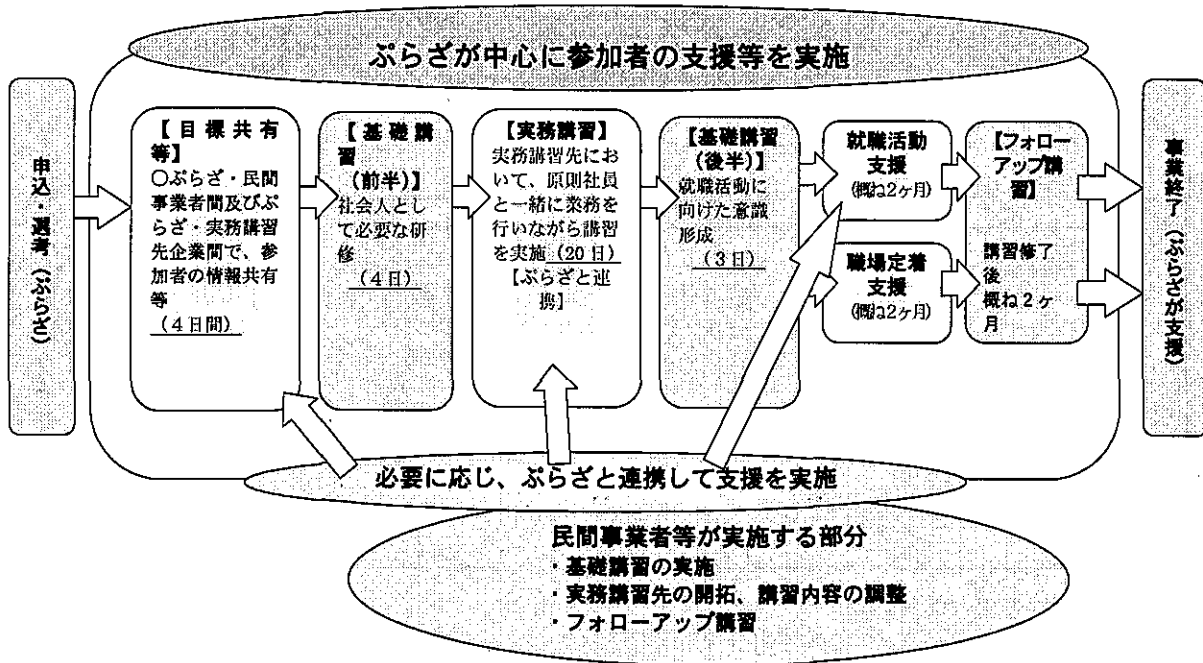 ぷらざが中心に参加者の支援等を実施
申込・選考（ぷらざ）
【目標共有
等】
○ぷらざ・民間
事業者間及びぷ
らざ・実務講習
先企業間で、参
加者の情報共有
等
（4日間）
【基礎講
習
（前半）】
社会人とし
て必要な研
修
（4日）
【実務講習】
実務講習先にお
いて、原則社員
と一緒に業務を
行いながら講習
を実施（20日）
【ぷらざと連
携】
【基礎講習
（後半）】
就職活動に
向けた意識
形成
（3日）
就職活動
支援
（概ね2ヶ月）
職場定着
支援
（概ね2ヶ月）
【フォロー
アップ講
習】
講習修了
後
概ね2ヶ
月
事業終了（ぷらざが支援）
必要に応じ、ぷらざと連携して支援を実施
民間事業者等が実施する部分
・基礎講習の実施
・実務講習先の開拓、講習内容の調整
・フォローアップ講習